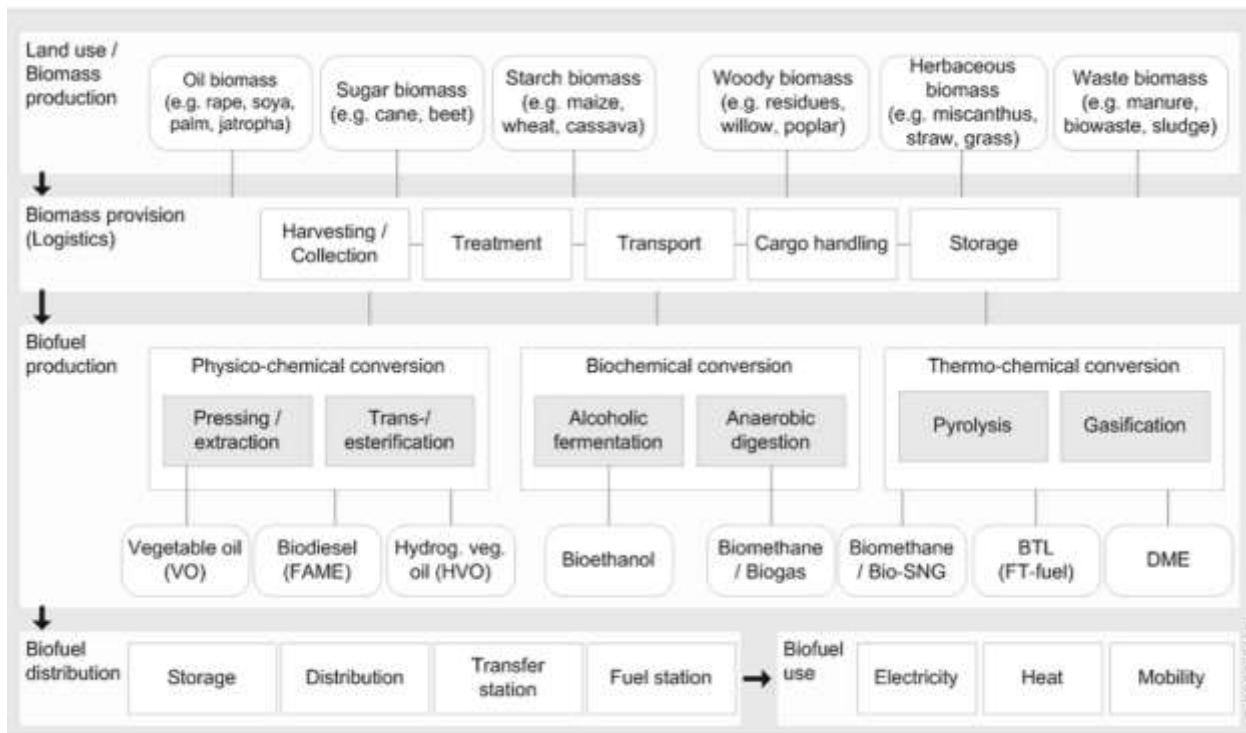 Land use /
Biomass
production
Oil biomass
(e.g. rape, soya,
palm, jatropha)
Sugar biomass
(e.g. cane, beet)
Starch biomass
(e.g. maize,
wheat, cassava)
Woody biomass
(e.g. residues,
willow, poplar)
Herbaceous
biomass
(e.g. miscanthus,
straw, grass)
Waste biomass
(e.g. manure,
biowaste, sludge)
Biomass provision
(Logistics)
Harvesting /
Collection
Treatment
Transport
Cargo handling
Storage
Biofuel
production
Physico-chemical conversion
Pressing /
extraction
Trans-/
esterification
Biochemical conversion
Alcoholic
fermentation
Anaerobic
digestion
Thermo-chemical conversion
Pyrolysis
Gasification
Vegetable oil
(VO)
Biodiesel
(FAME)
Hydrog. veg.
oil (HVO)
Bioethanol
Biomethane
/ Biogas
Biomethane
/ Bio-SNG
BTL
(FT-fuel)
DME
Biofuel
distribution
Storage
Distribution
Transfer
station
Fuel station
Biofuel
use
Electricity
Heat
Mobility